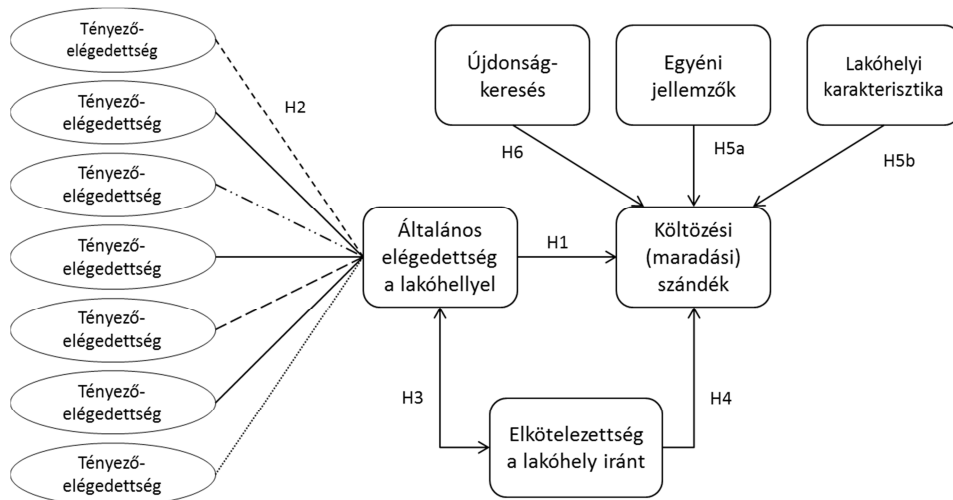 Tényező-
elégedettség
Tényező-
elégedettség
Tényező-
elégedettség
Tényező-
elégedettség
Tényező-
elégedettség
Tényező-
elégedettség
Tényező-
elégedettség
H2
Újdonság-
keresés
Egyéni
jellemzők
Lakóhelyi
karakterisztika
H6
H5a
H5b
Általános
elégedettség
a lakóhellyel
H1
Költözési
(maradási)
szándék
H3
H4
Elkötelezettség
a lakóhely iránt